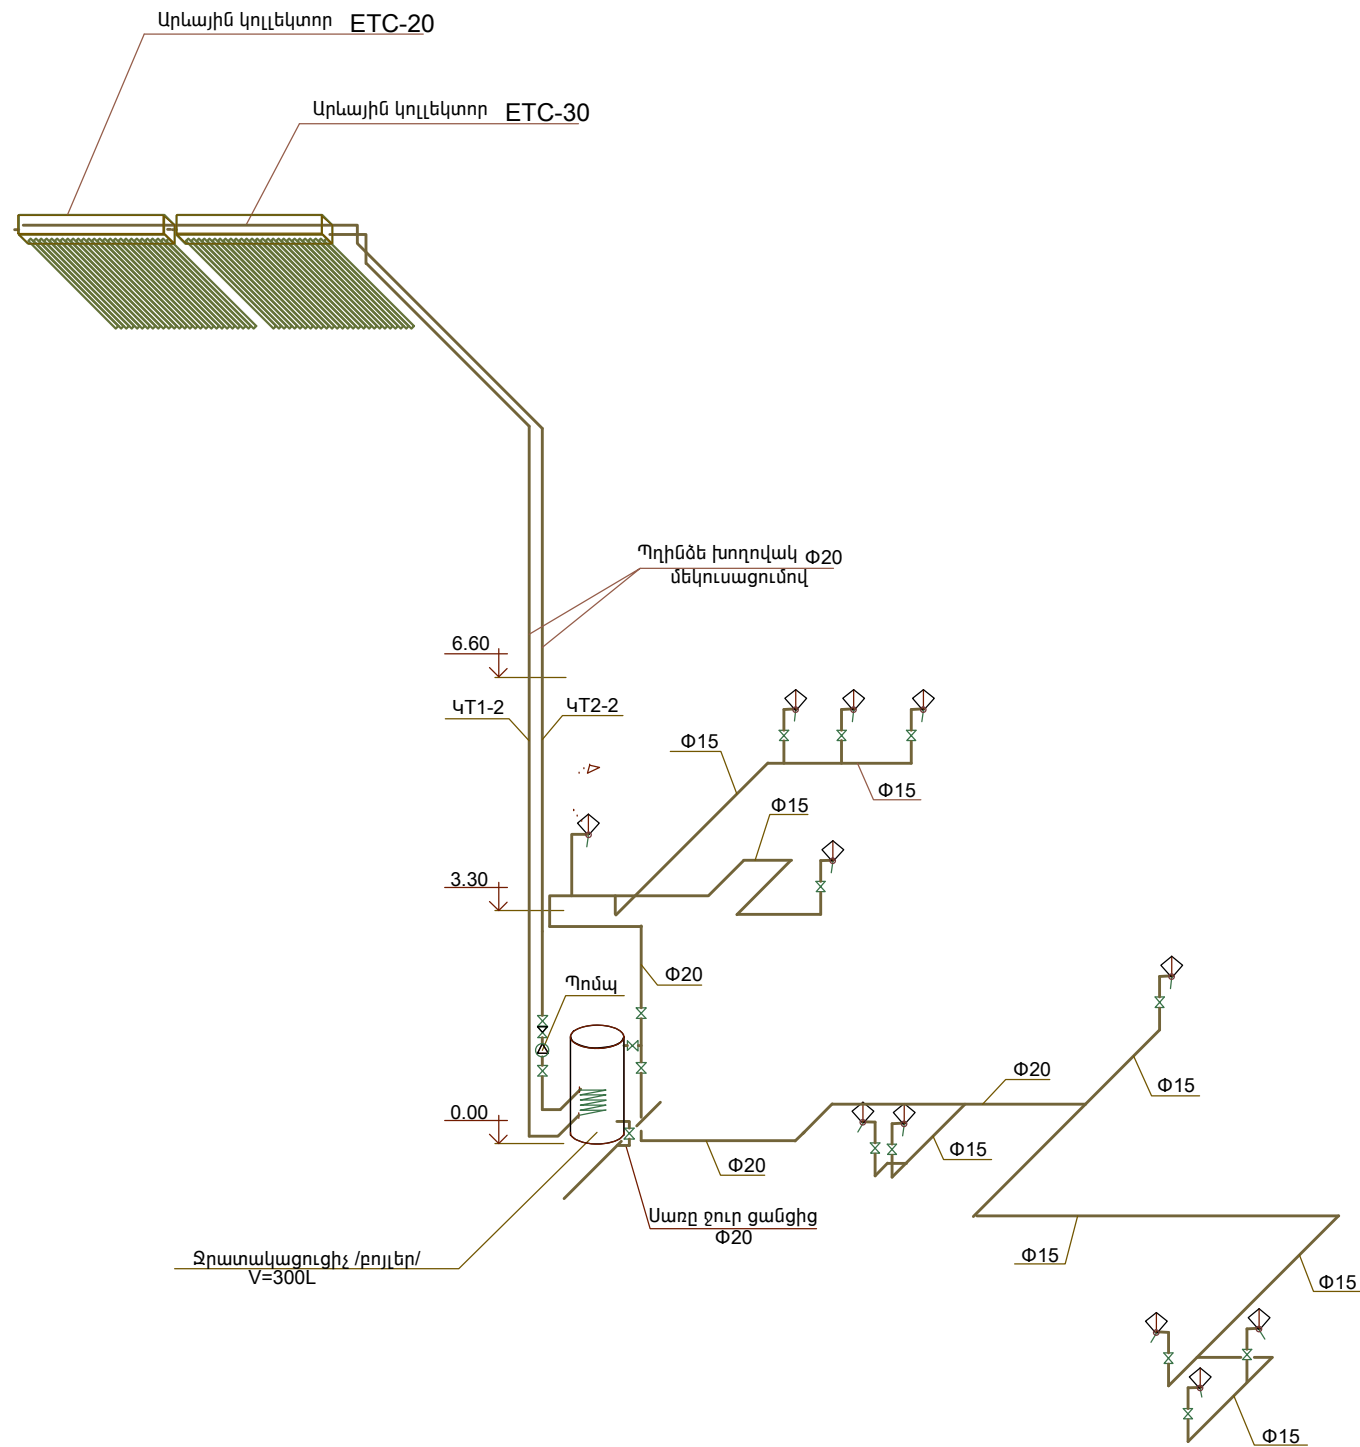 Արևային կոլլեկտոր ETC-20
Արևային կոլլեկտոր ETC-30
Պղինձե խողովակ Φ20
մեկուսացումով
6.60
ԿT1-2
ԿT2-2
Φ15
Φ15
Φ15
3.30
Φ20
Պոմպ
Φ20
Φ15
0.00
Φ15
Φ20
Սառը ջուր ցանցից
Φ20
Ջրատակացուցիչ /բոյլեր/
V=300L
Φ15
Φ15
Φ15